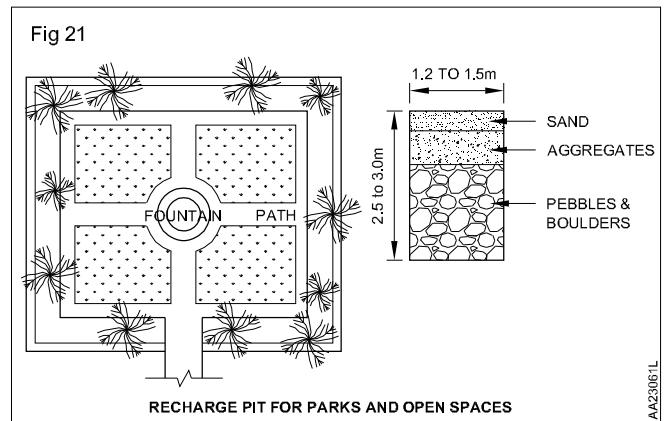 Fig 21
1.2 TO 1.5m
2.5 to 3.0m
SAND
AGGREGATES
PEBBLES &
BOULDERS
FOUNTAIN PATH
RECHARGE PIT FOR PARKS AND OPEN SPACES
AA23061L